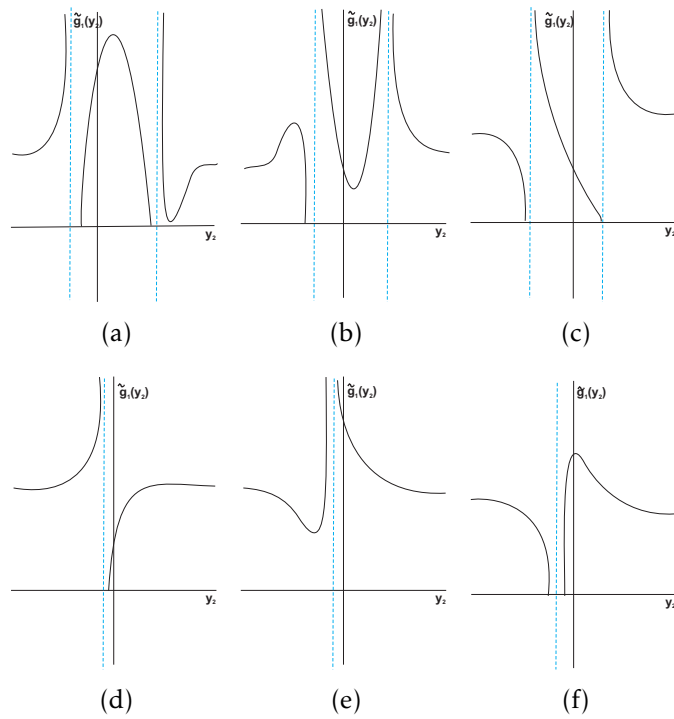 g̃₁(y₂) g̃₁(y₂) g̃₁(y₂)
y₂ y₂ y₂
(a) (b) (c)
g̃₁(y₂) g̃₁(y₂) g̃₁(y₂)
y₂ y₂ y₂
(d) (e) (f)